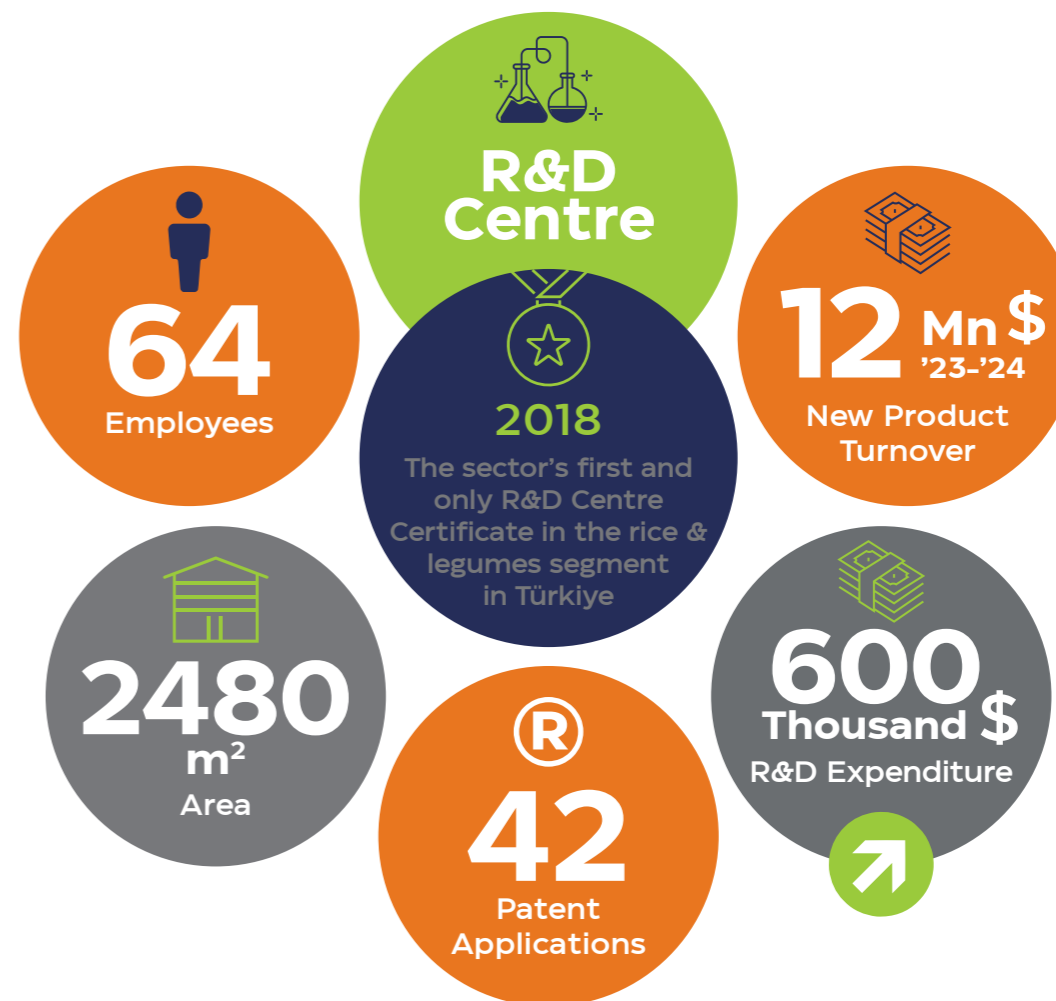 R&D
Centre
64
Employees
12 Mn $
'23-'24
New Product
Turnover
2018
The sector's first and
only R&D Centre
Certificate in the rice &
legumes segment
in Türkiye
2480
m²
Area
600
Thousand $
R&D Expenditure
®
42
Patent
Applications